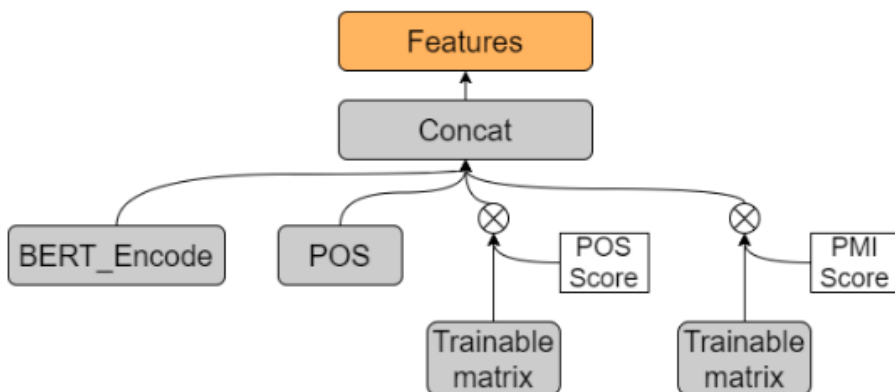 Features
Concat
BERT_Encode
POS
POS
Score
PMI
Score
Trainable
matrix
Trainable
matrix